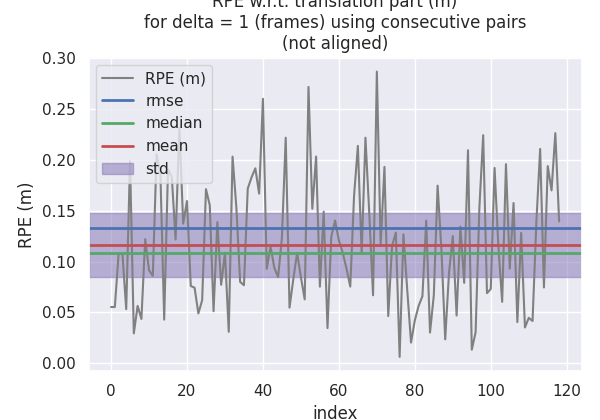 RPE w.r.t. translation part (m)
for delta = 1 (frames) using consecutive pairs
(not aligned)
0.30
0.25
0.20
0.15
0.10
0.05
0.00
RPE (m)
RPE (m)
rmse
median
mean
std
0
20
40
60
80
100
120
index